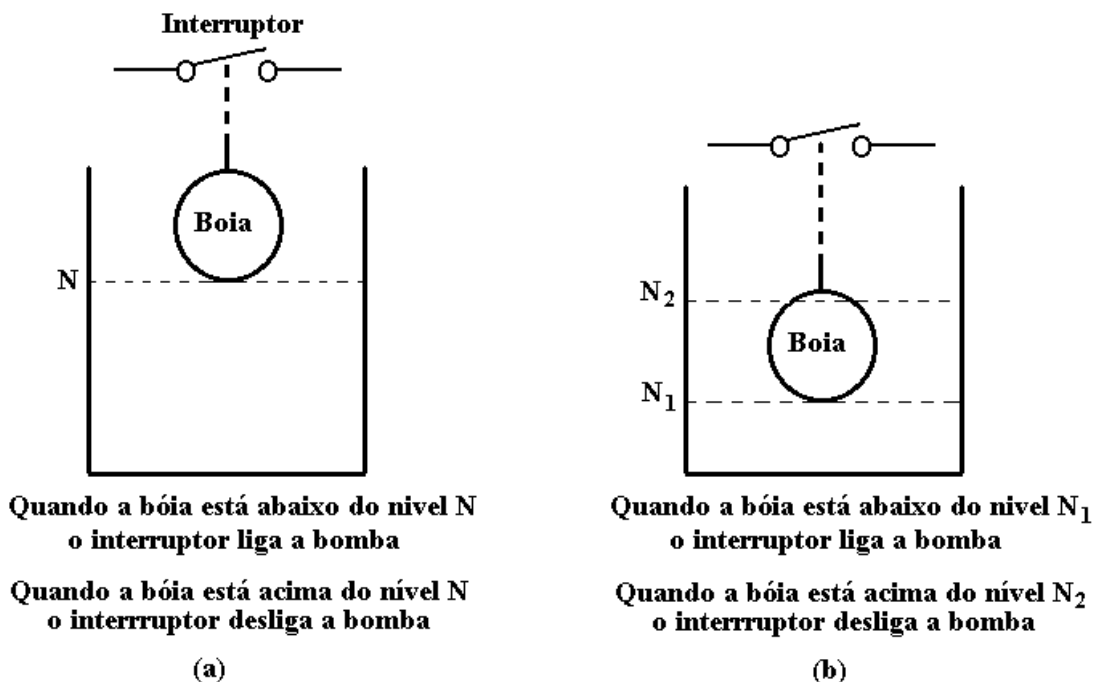 Interruptor
Boia
N
Quando a bóia está abaixo do nivel N
o interruptor liga a bomba
Quando a bóia está acima do nível N
o interrruptor desliga a bomba
(a)
N2
Boia
N1
Quando a bóia está abaixo do nivel N1
o interruptor liga a bomba
Quando a bóia está acima do nível N2
o interrruptor desliga a bomba
(b)